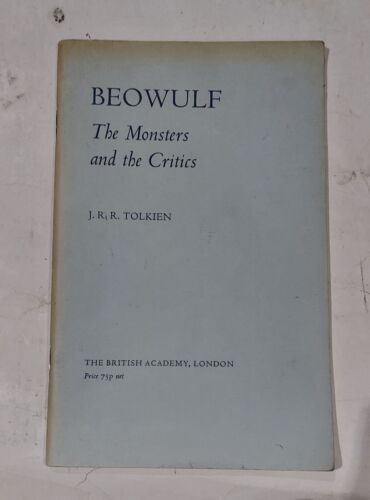 BEOWULF
The Monsters
and the Critics
J. R. R. TOLKIEN
THE BRITISH ACADEMY, LONDON
Price 75p net